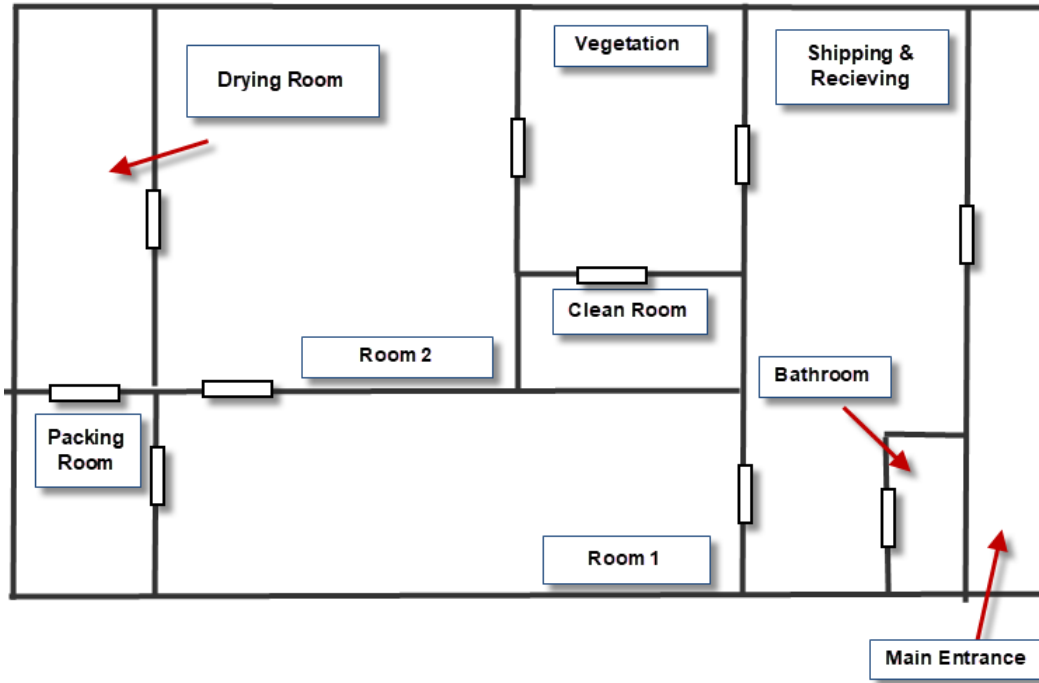 Vegetation
Shipping &
Recieving
Drying Room
Clean Room
Room 2
Bathroom
Packing
Room
Room 1
Main Entrance